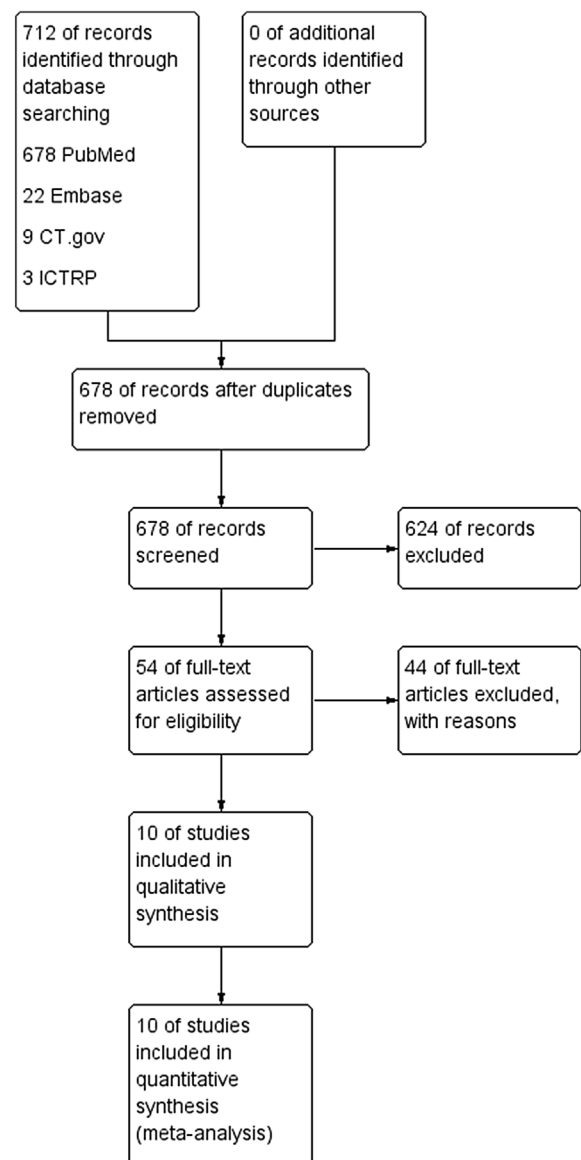 712 of records
identified through
database
searching
678 PubMed
22 Embase
9 CT.gov
3 ICTRP
0 of additional
records identified
through other
sources
678 of records after duplicates
removed
678 of records
screened
624 of records
excluded
54 of full-text
articles assessed
for eligibility
44 of full-text
articles excluded,
with reasons
10 of studies
included in
qualitative
synthesis
10 of studies
included in
quantitative
synthesis
(meta-analysis)